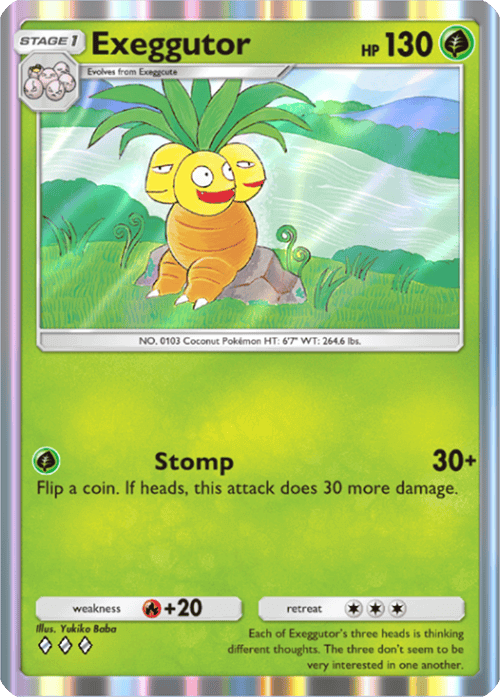 STAGE 1 Exeggutor HP 130
Evolves from Exeggcute
NO. 0103 Coconut Pokémon HT: 6'7" WT: 264.6 lbs.
Stomp 30+
Flip a coin. If heads, this attack does 30 more damage.
weakness +20 retreat
Illus. Yukiko Baba
Each of Exeggutor's three heads is thinking
different thoughts. The three don't seem to be
very interested in one another.